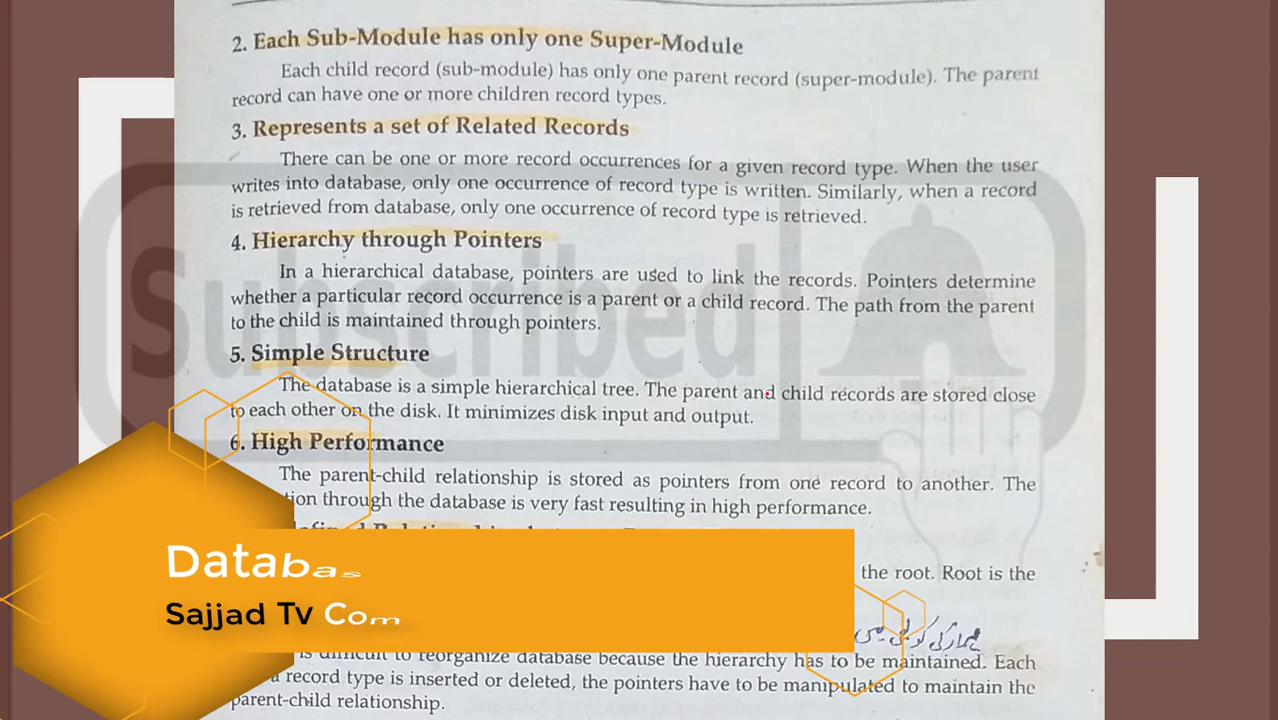 2. Each Sub-Module has only one Super-Module
Each child record (sub-module) has only one parent record (super-module). The parent
record can have one or more children record types.
3. Represents a set of Related Records
There can be one or more record occurrences for a given record type. When the user
writes into database, only one occurrence of record type is written. Similarly, when a record
is retrieved from database, only one occurrence of record type is retrieved.
4. Hierarchy through Pointers
In a hierarchical database, pointers are used to link the records. Pointers determine
whether a particular record occurrence is a parent or a child record. The path from the parent
to the child is maintained through pointers.
5. Simple Structure
The database is a simple hierarchical tree. The parent and child records are stored close
to each other on the disk. It minimizes disk input and output.
6. High Performance
The parent-child relationship is stored as pointers from one record to another. The
through the database is very fast resulting in high performance.
the root. Root is the
is difficult to reorganize database because the hierarchy has to be maintained. Each
record type is inserted or deleted, the pointers have to be manipulated to maintain the
parent-child relationship.
Subscribed
Databas
Sajjad Tv Com